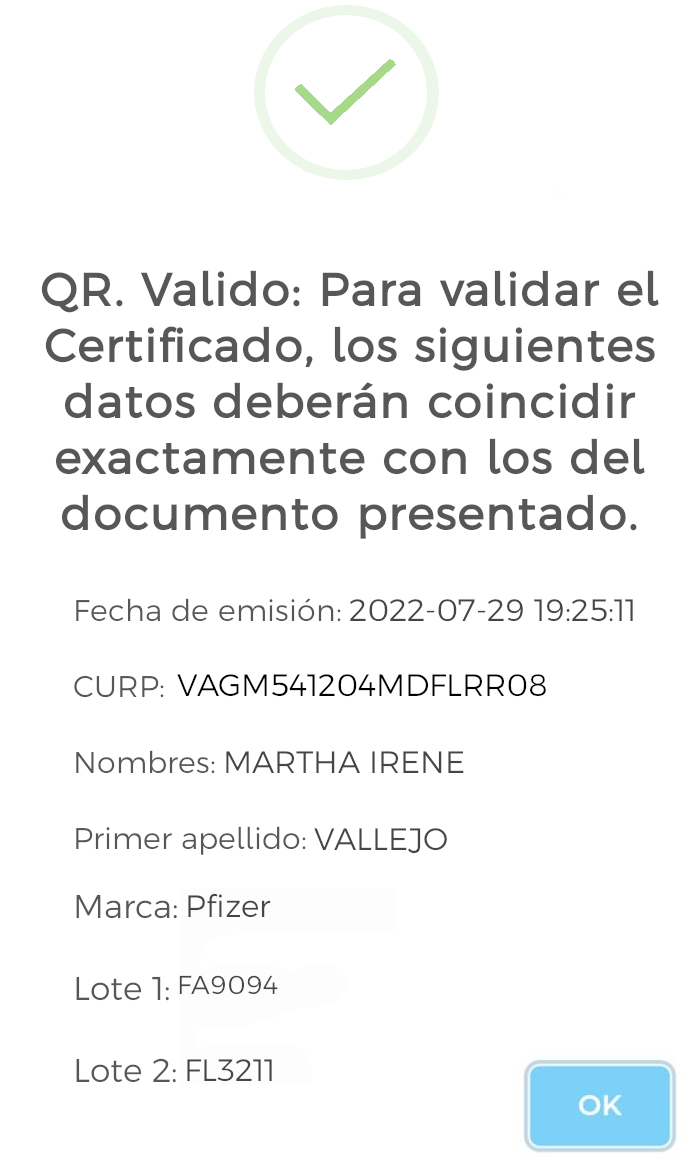 QR. Valido: Para validar el
Certificado, los siguientes
datos deberán coincidir
exactamente con los del
documento presentado.
Fecha de emisión: 2022-07-29 19:25:11
CURP: VAGM541204MDFLRR08
Nombres: MARTHA IRENE
Primer apellido: VALLEJO
Marca: Pfizer
Lote 1: FA9094
Lote 2: FL3211
OK